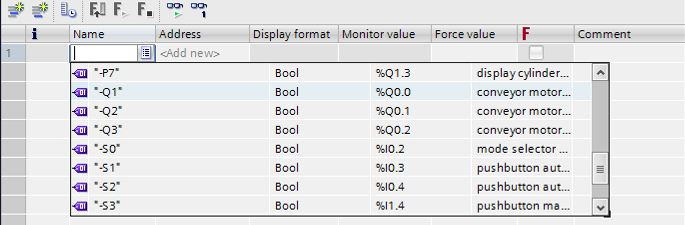 i Name Address Display format Monitor value Force value F Comment
1 <Add new>
"-P7" Bool %Q1.3 display cylinder...
"-Q1" Bool %Q0.0 conveyor motor...
"-Q2" Bool %Q0.1 conveyor motor...
"-Q3" Bool %Q0.2 conveyor motor...
"-S0" Bool %I0.2 mode selector ...
"-S1" Bool %I0.3 pushbutton aut...
"-S2" Bool %I0.4 pushbutton aut...
"-S3" Bool %I1.4 pushbutton ma...